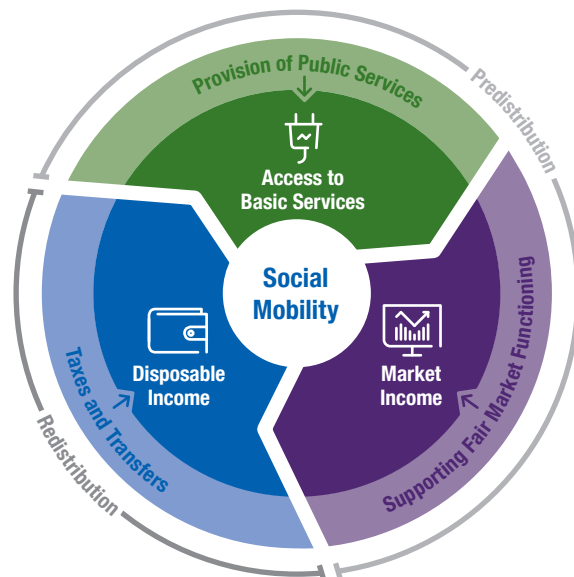 Provision of Public Services
Predistribution
Access to
Basic Services
Social
Mobility
Disposable
Income
Market
Income
Taxes and Transfers
Supporting Fair Market Functioning
Redistribution